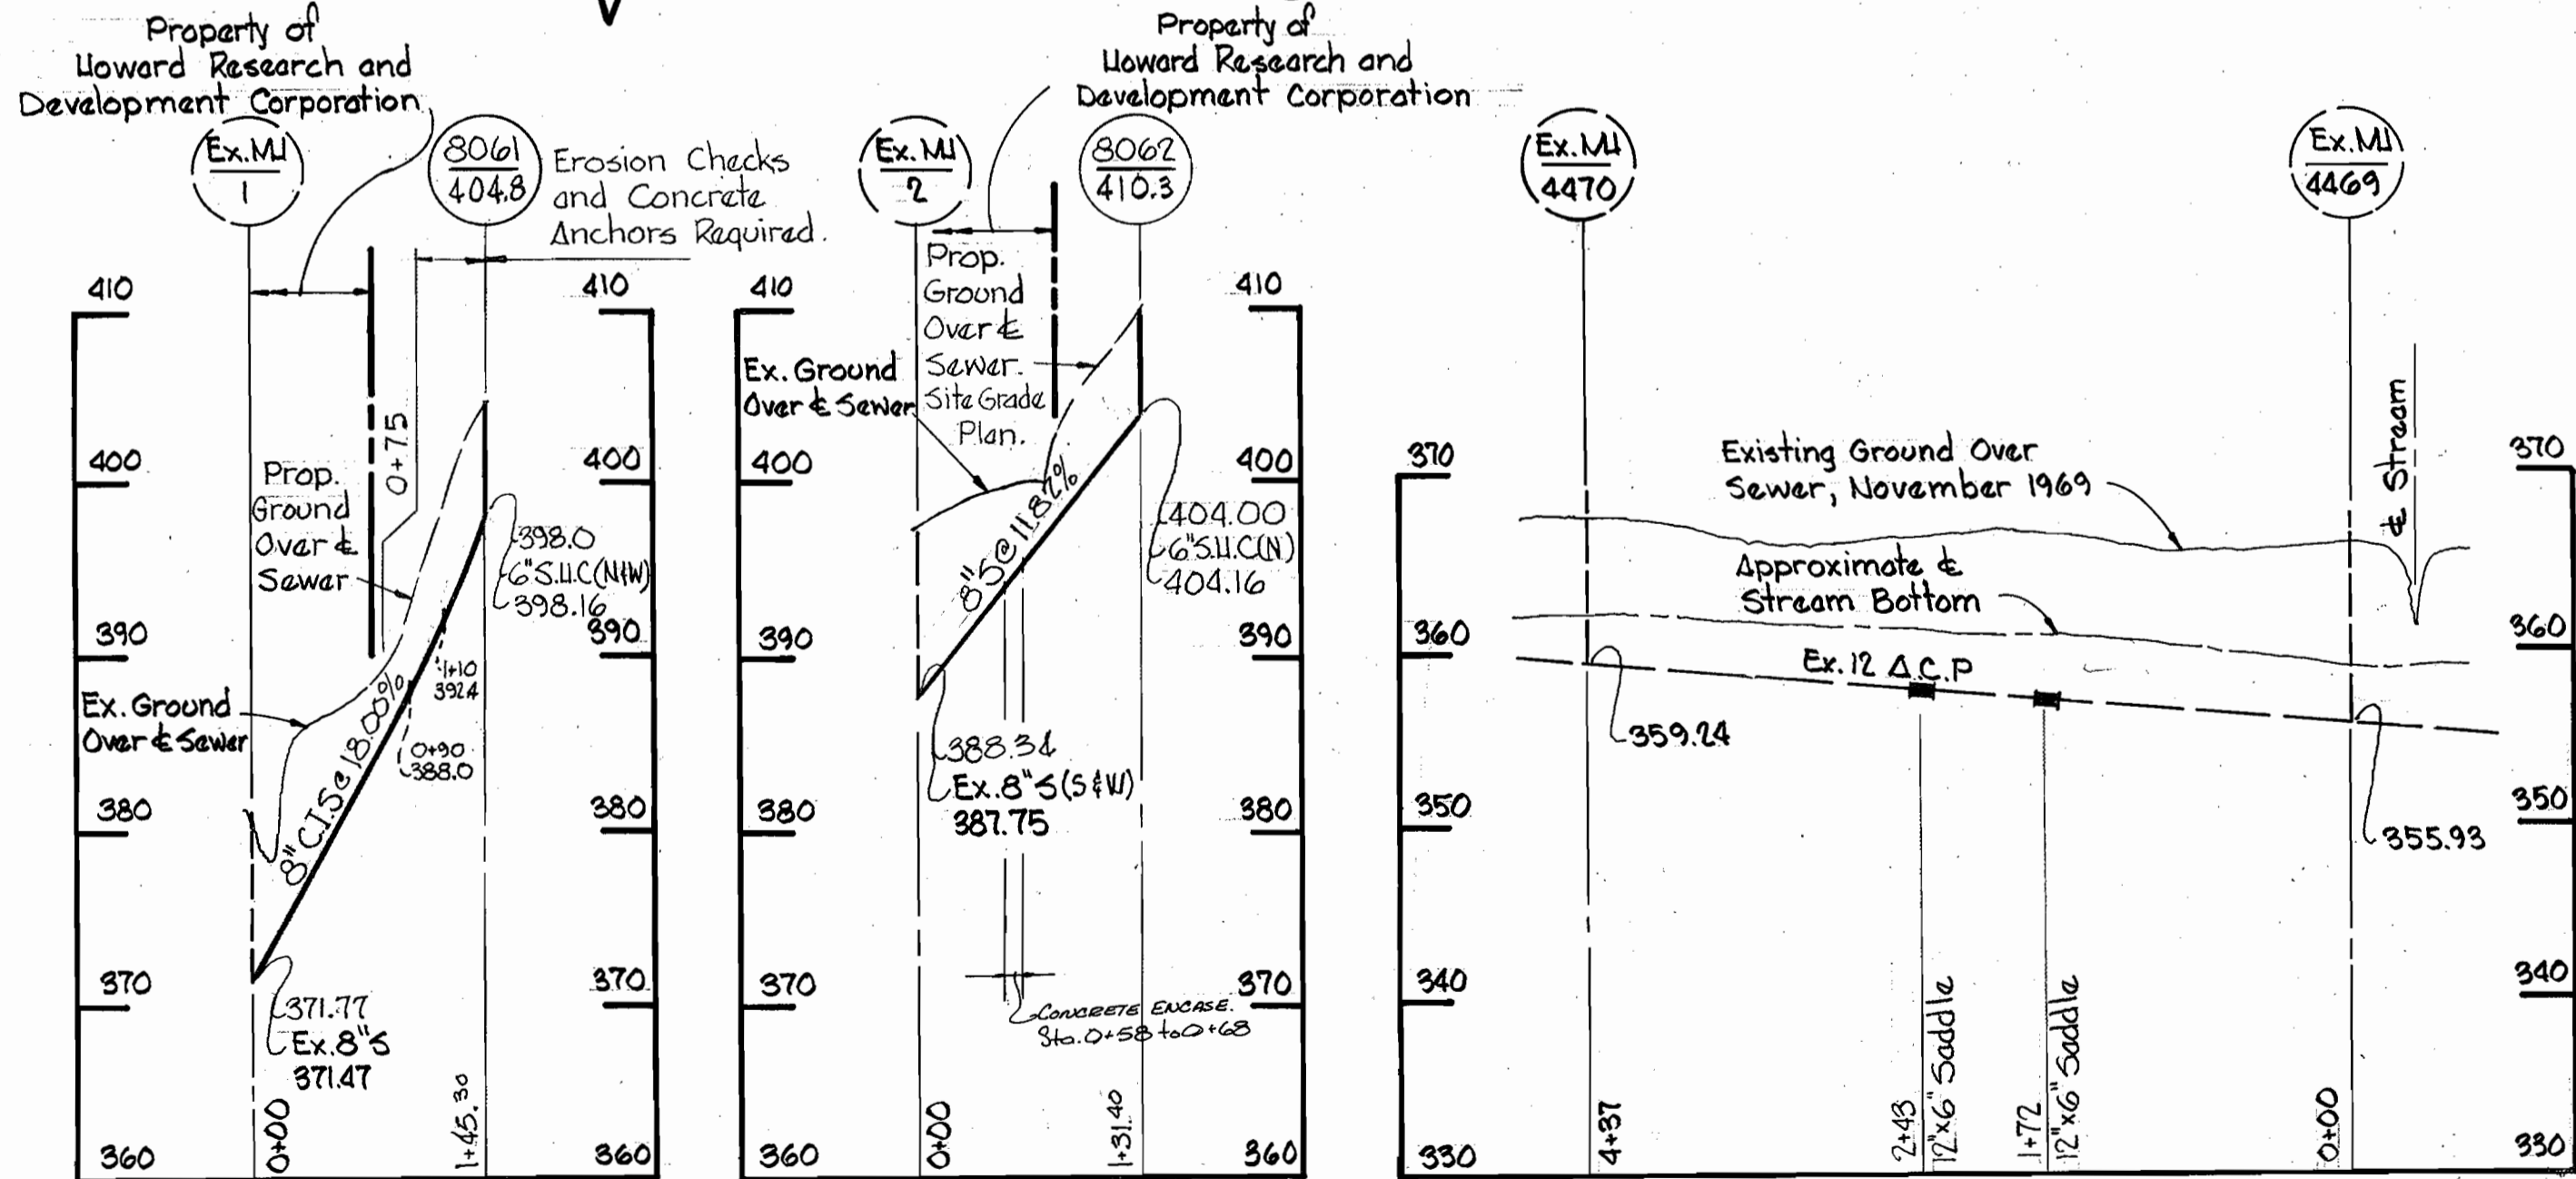 Property of
Howard Research and
Development Corporation
Ex.MH
1
8061
404.8
Erosion Checks
and Concrete
Anchors Required.
410
410
400
400
390
390
380
380
370
370
360
360
0+75
Prop.
Ground
Over ℄
Sewer
398.0
6"S.H.C(N&W)
398.16
1+10
392.4
0+90
388.0
Ex. Ground
Over ℄ Sewer
8" C.I.S@ 18.00%
371.77
Ex.8"S
371.47
0+00
1+45.30
Property of
Howard Research and
Development Corporation
Ex.MH
2
8062
410.3
410
410
400
400
390
390
380
380
370
370
360
360
Prop.
Ground
Over ℄
Sewer.
Site Grade
Plan.
Ex. Ground
Over ℄ Sewer
8"S@ 11.82%
404.00
6"S.H.C(N)
404.16
388.34
Ex.8"S(S&W)
387.75
CONCRETE ENCASE.
Sta. 0+58 to 0+68
0+00
1+31.40
Ex.MH
4470
Ex.MH
4469
370
370
360
360
350
350
340
340
330
330
Existing Ground Over
Sewer, November 1969
℄ Stream
Approximate ℄
Stream Bottom
Ex.12 A.C.P
359.24
355.93
4+37
2+43
12"x6" Saddle
1+72
12"x6" Saddle
0+00